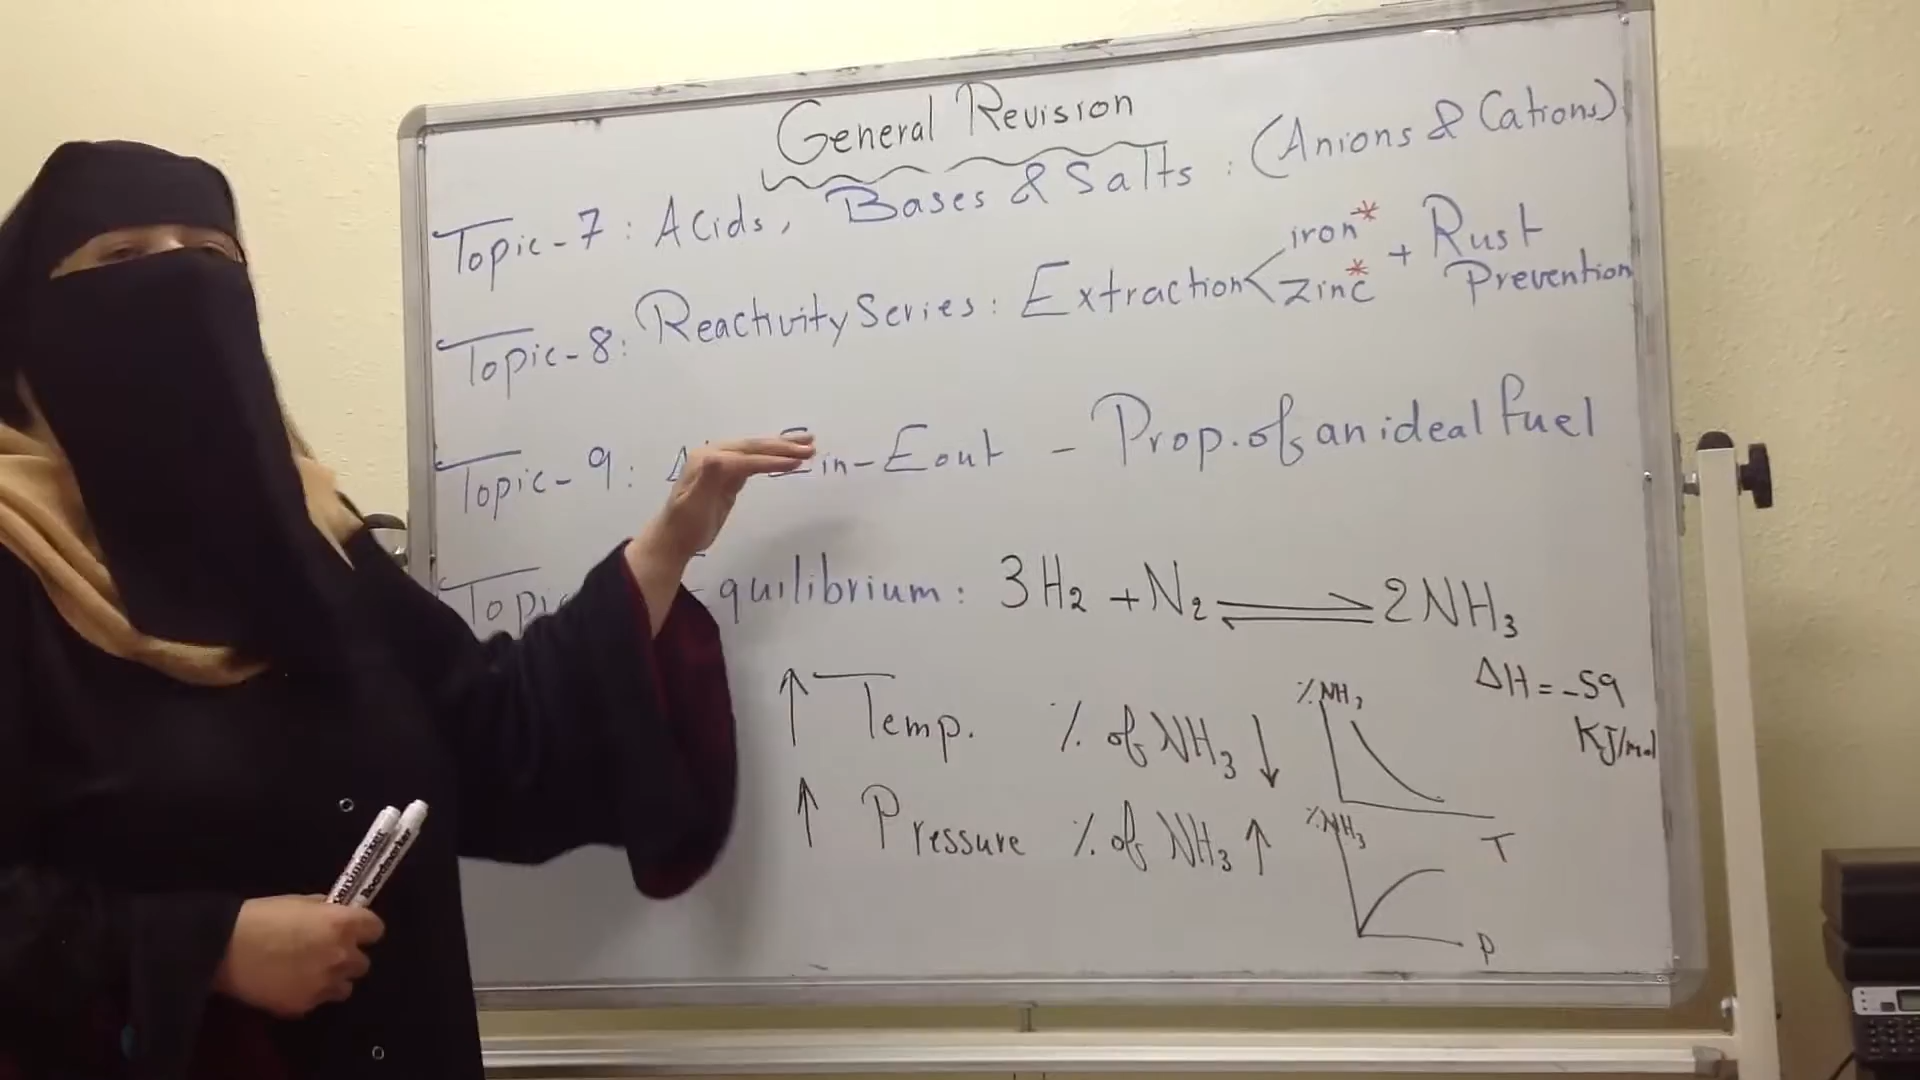 General Revision
Topic-7: Acids, Bases & Salts : (Anions & Cations)
Topic-8: Reactivity Series: Extraction iron* zinc* + Rust Prevention
Topic-9: Ein-Eout - Prop. of an ideal fuel
Equilibrium: 3H₂ + N₂ ⇌ 2NH₃
ΔH = -59 KJ/mol
↑ Temp. % of NH₃ ↓
%NH₃
T
↑ Pressure % of NH₃ ↑
%NH₃
P
Boardmarker